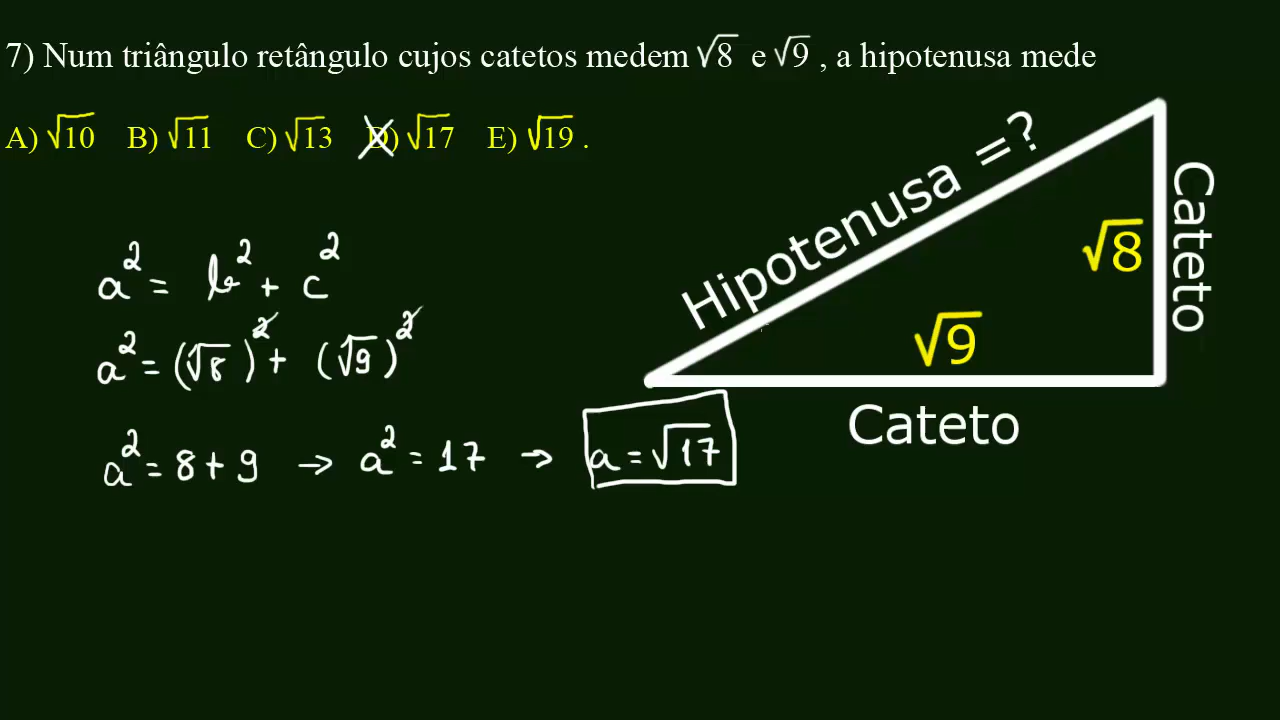 7) Num triângulo retângulo cujos catetos medem √8 e √9 , a hipotenusa mede
A) √10 B) √11 C) √13 D) √17 E) √19 .
Hipotenusa =?
Cateto
√8
√9
Cateto
a² = b² + c²
a² = (√8)² + (√9)²
a² = 8 + 9 → a² = 17 → a = √17